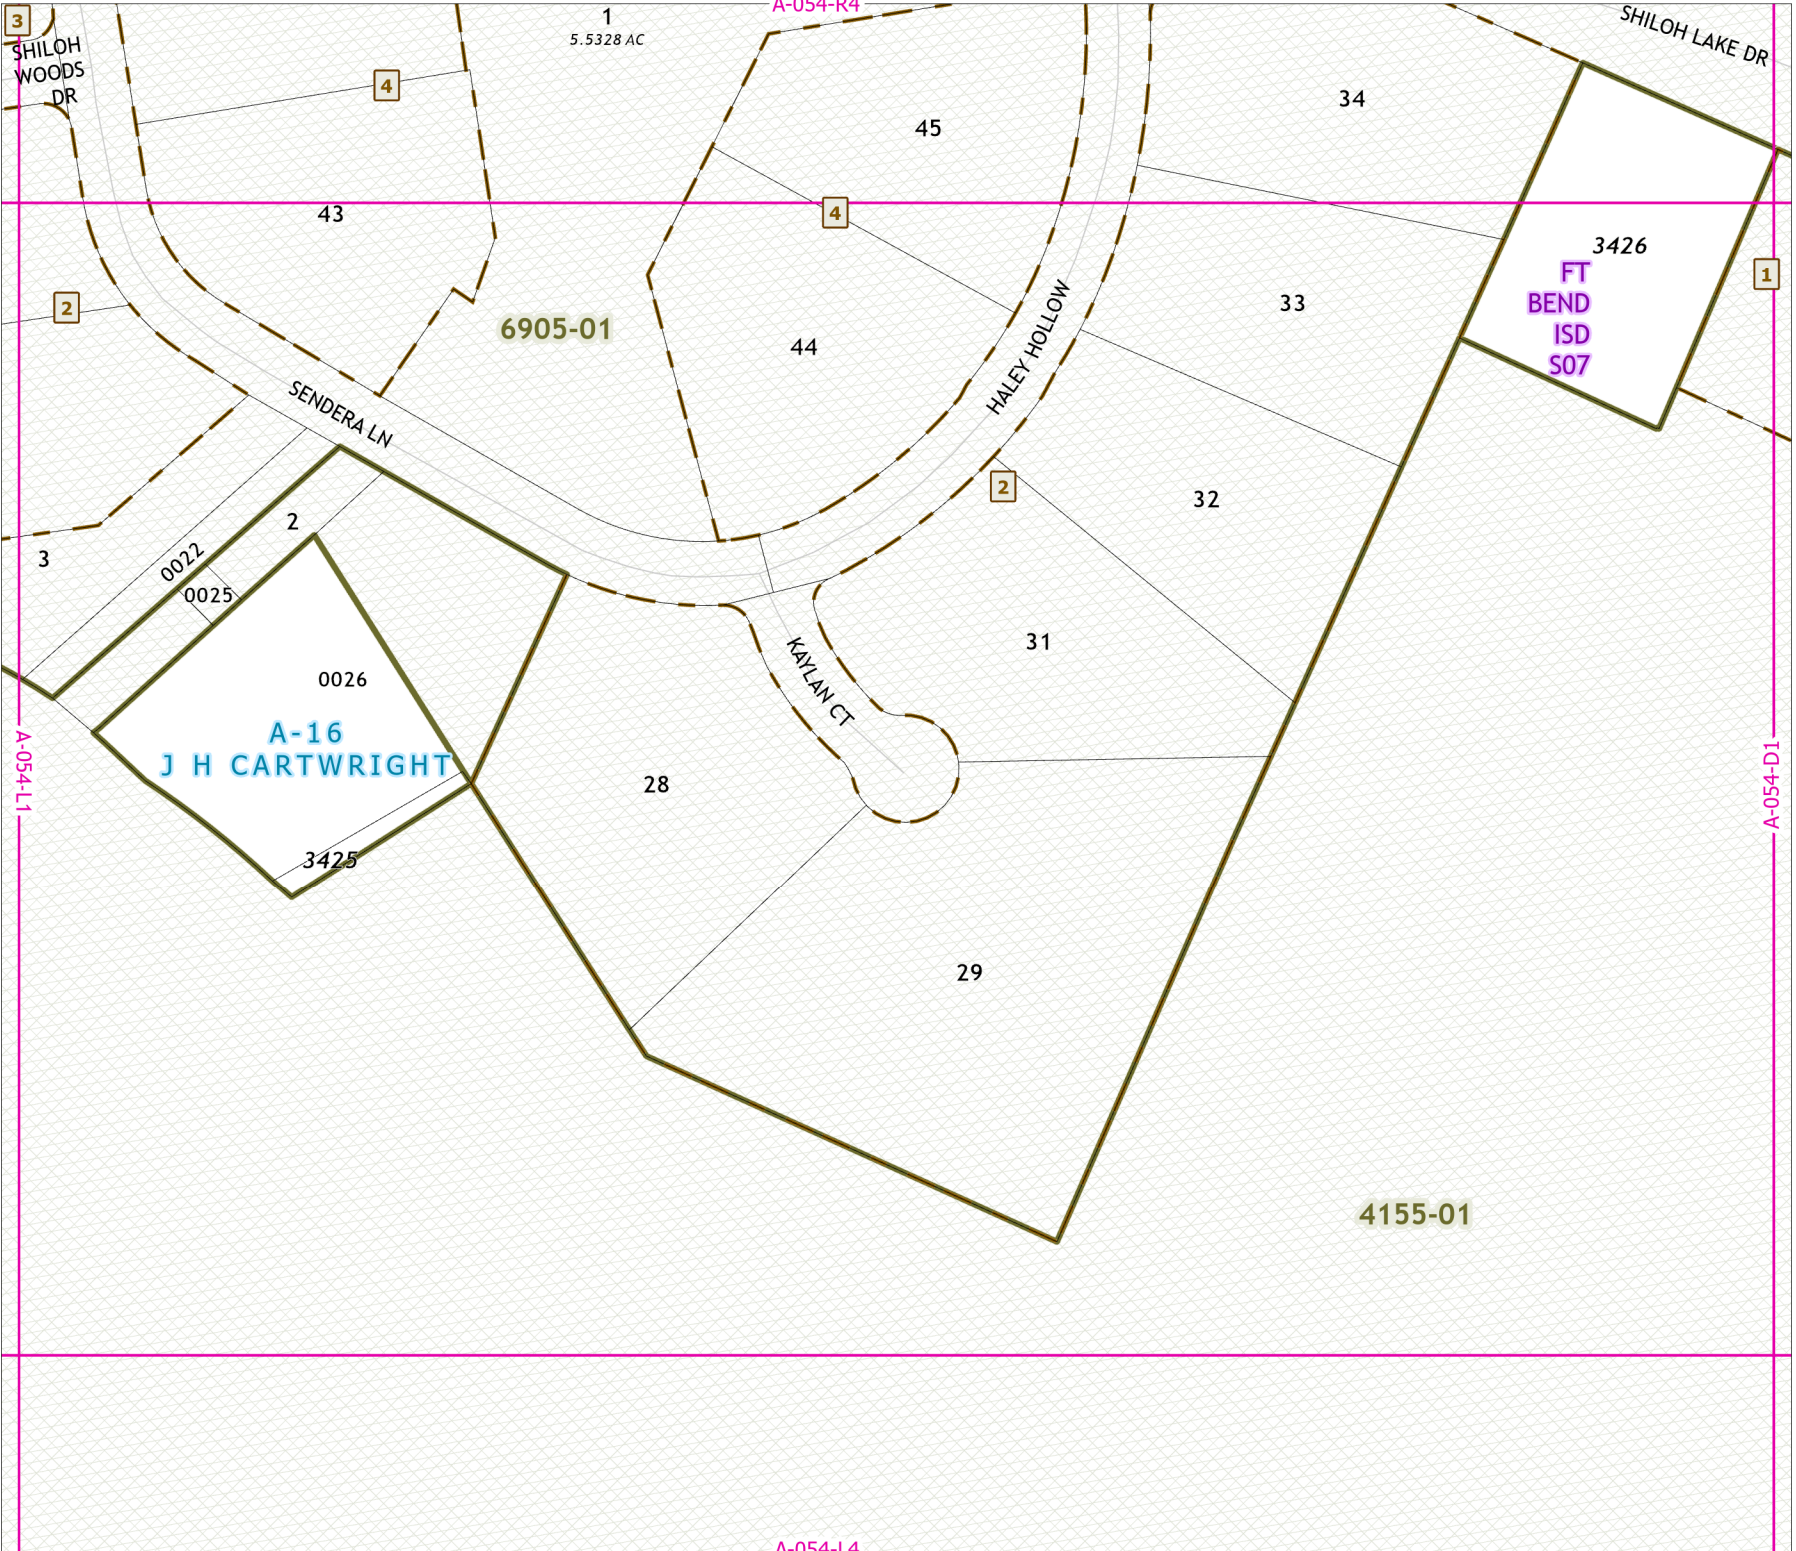 A-054-R4
3
1
5.5328 AC
SHILOH LAKE DR
SHILOH
WOODS
DR
4
34
45
43
4
3426
FT
BEND
ISD
S07
1
2
33
6905-01
44
HALEY HOLLOW
SENDERA LN
2
32
2
3
0022
0025
31
KAYLAN CT
0026
A-16
J H CARTWRIGHT
A-054-L1
A-054-D1
28
3425
29
4155-01
A-054-L4